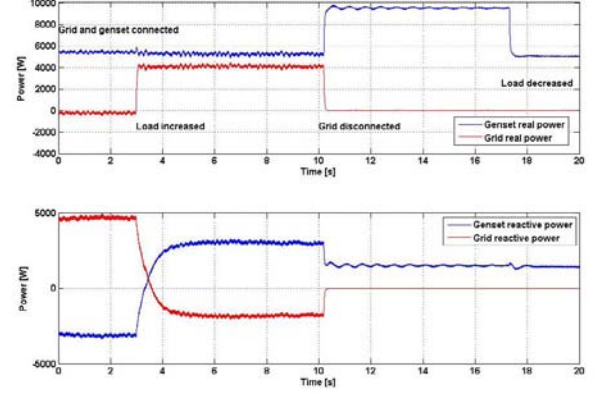 10000
8000
6000
4000
2000
0
-2000
-4000
Power [W]
Grid and genset connected
Load increased
Grid disconnected
Load decreased
Genset real power
Grid real power
0 2 4 6 8 10 12 14 16 18 20
Time [s]
5000
0
-5000
Power [W]
Genset reactive power
Grid reactive power
0 2 4 6 8 10 12 14 16 18 20
Time [s]